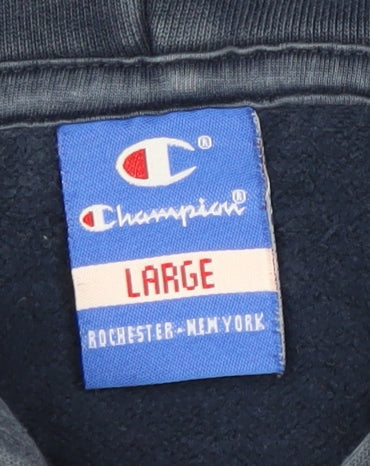 ®
Champion®
LARGE
ROCHESTER-NEW YORK